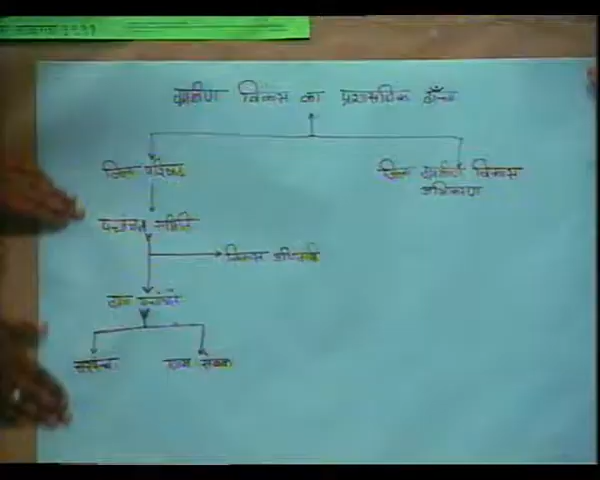 ग्रामीण विकास का प्रशासनिक ढाँचा
जिला परिषद
जिला ग्रामीण विकास
अभिकरण
पंचायत समिति
विकास अधिकारी
ग्राम पंचायत
सरपंच
ग्राम सेवक